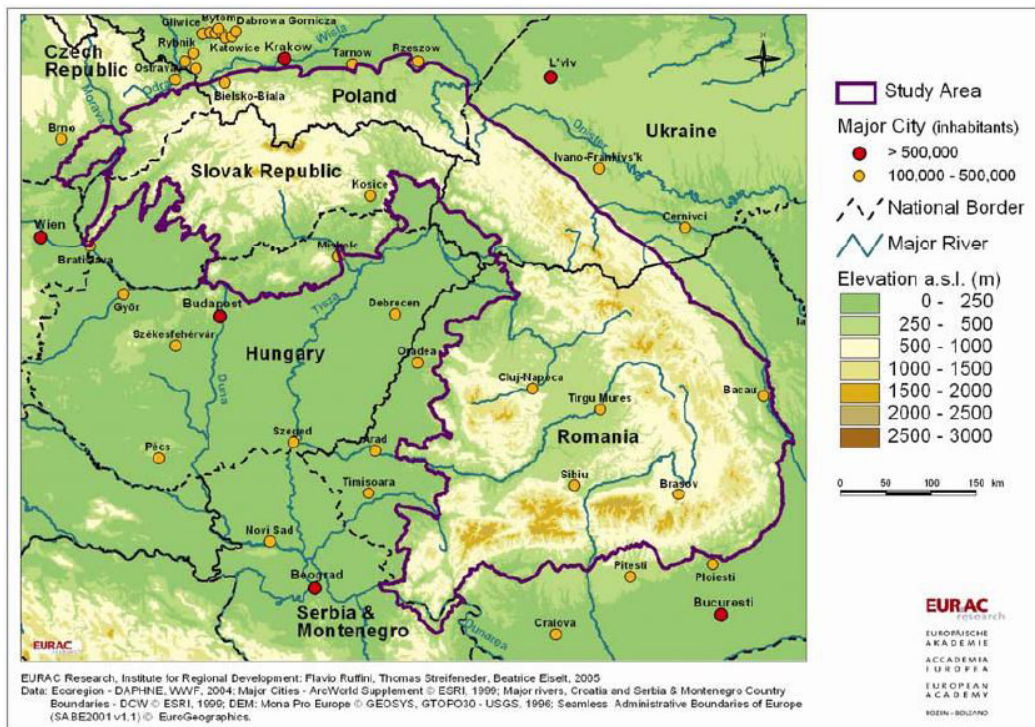 Gliwice
Bytom
Dabrowa Gornicza
Czech
Republic
Rybnik
Katowice
Krakow
Wisla
Tarnow
Rzeszow
L'viv
Ostrava
Odra
Bielsko-Biala
Morava
Poland
Brno
Ukraine
Dnister
Ivano-Frankivs'k
Slovak Republic
Kosice
Cernivci
Wien
Bratislava
Tisza
Györ
Budapest
Debrecen
Székesfehérvár
Hungary
Oradea
Duna
Cluj-Napoca
Tirgu Mures
Bacau
Romania
Szeged
Arad
Pécs
Timisoara
Sibiu
Brasov
Novi Sad
Pitesti
Ploiesti
Beograd
Serbia &
Montenegro
Dunarea
Craiova
Bucuresti
EURAC
research
Study Area
Major City (inhabitants)
> 500,000
100,000 - 500,000
National Border
Major River
Elevation a.s.l. (m)
0 - 250
250 - 500
500 - 1000
1000 - 1500
1500 - 2000
2000 - 2500
2500 - 3000
km
0 50 100 150
EURAC
research
EUROPÄISCHE
AKADEMIE
ACCADEMIA
EUROPEA
EUROPEAN
ACADEMY
BOZEN - BOLZANO
EURAC Research, Institute for Regional Development: Flavio Ruffini, Thomas Streifeneder, Beatrice Eiselt, 2005
Data: Ecoregion - DAPHNE, WWF, 2004; Major Cities - ArcWorld Supplement © ESRI, 1999; Major rivers, Croatia and Serbia & Montenegro Country
Boundaries - DCW © ESRI, 1999; DEM: Mona Pro Europe © GEOSYS, GTOPO30 - USGS, 1996; Seamless Administrative Boundaries of Europe
(SABE2001 v1.1) © EuroGeographics.